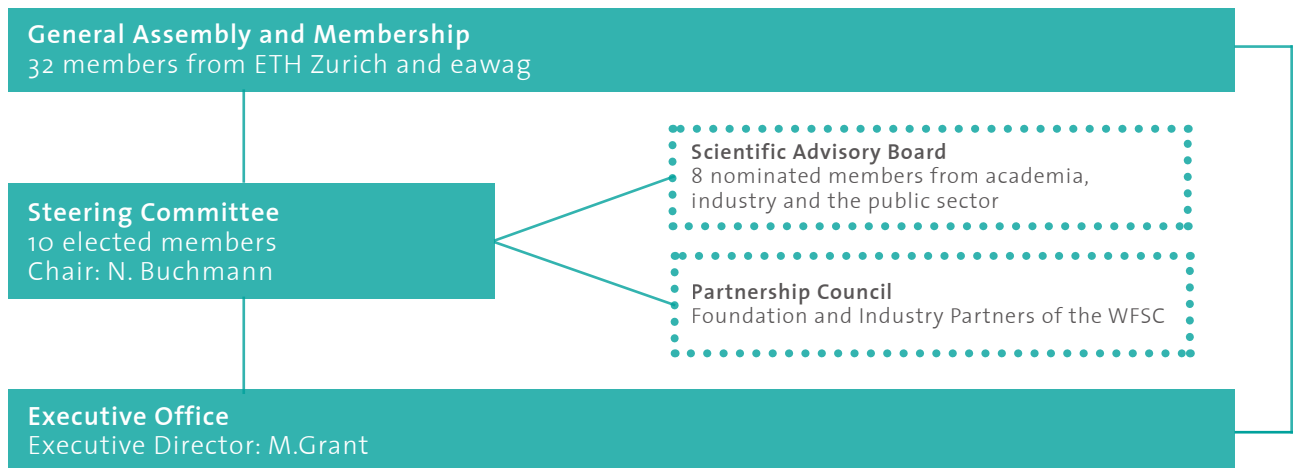 General Assembly and Membership
32 members from ETH Zurich and eawag
Scientific Advisory Board
8 nominated members from academia,
industry and the public sector
Steering Committee
10 elected members
Chair: N. Buchmann
Partnership Council
Foundation and Industry Partners of the WFSC
Executive Office
Executive Director: M.Grant